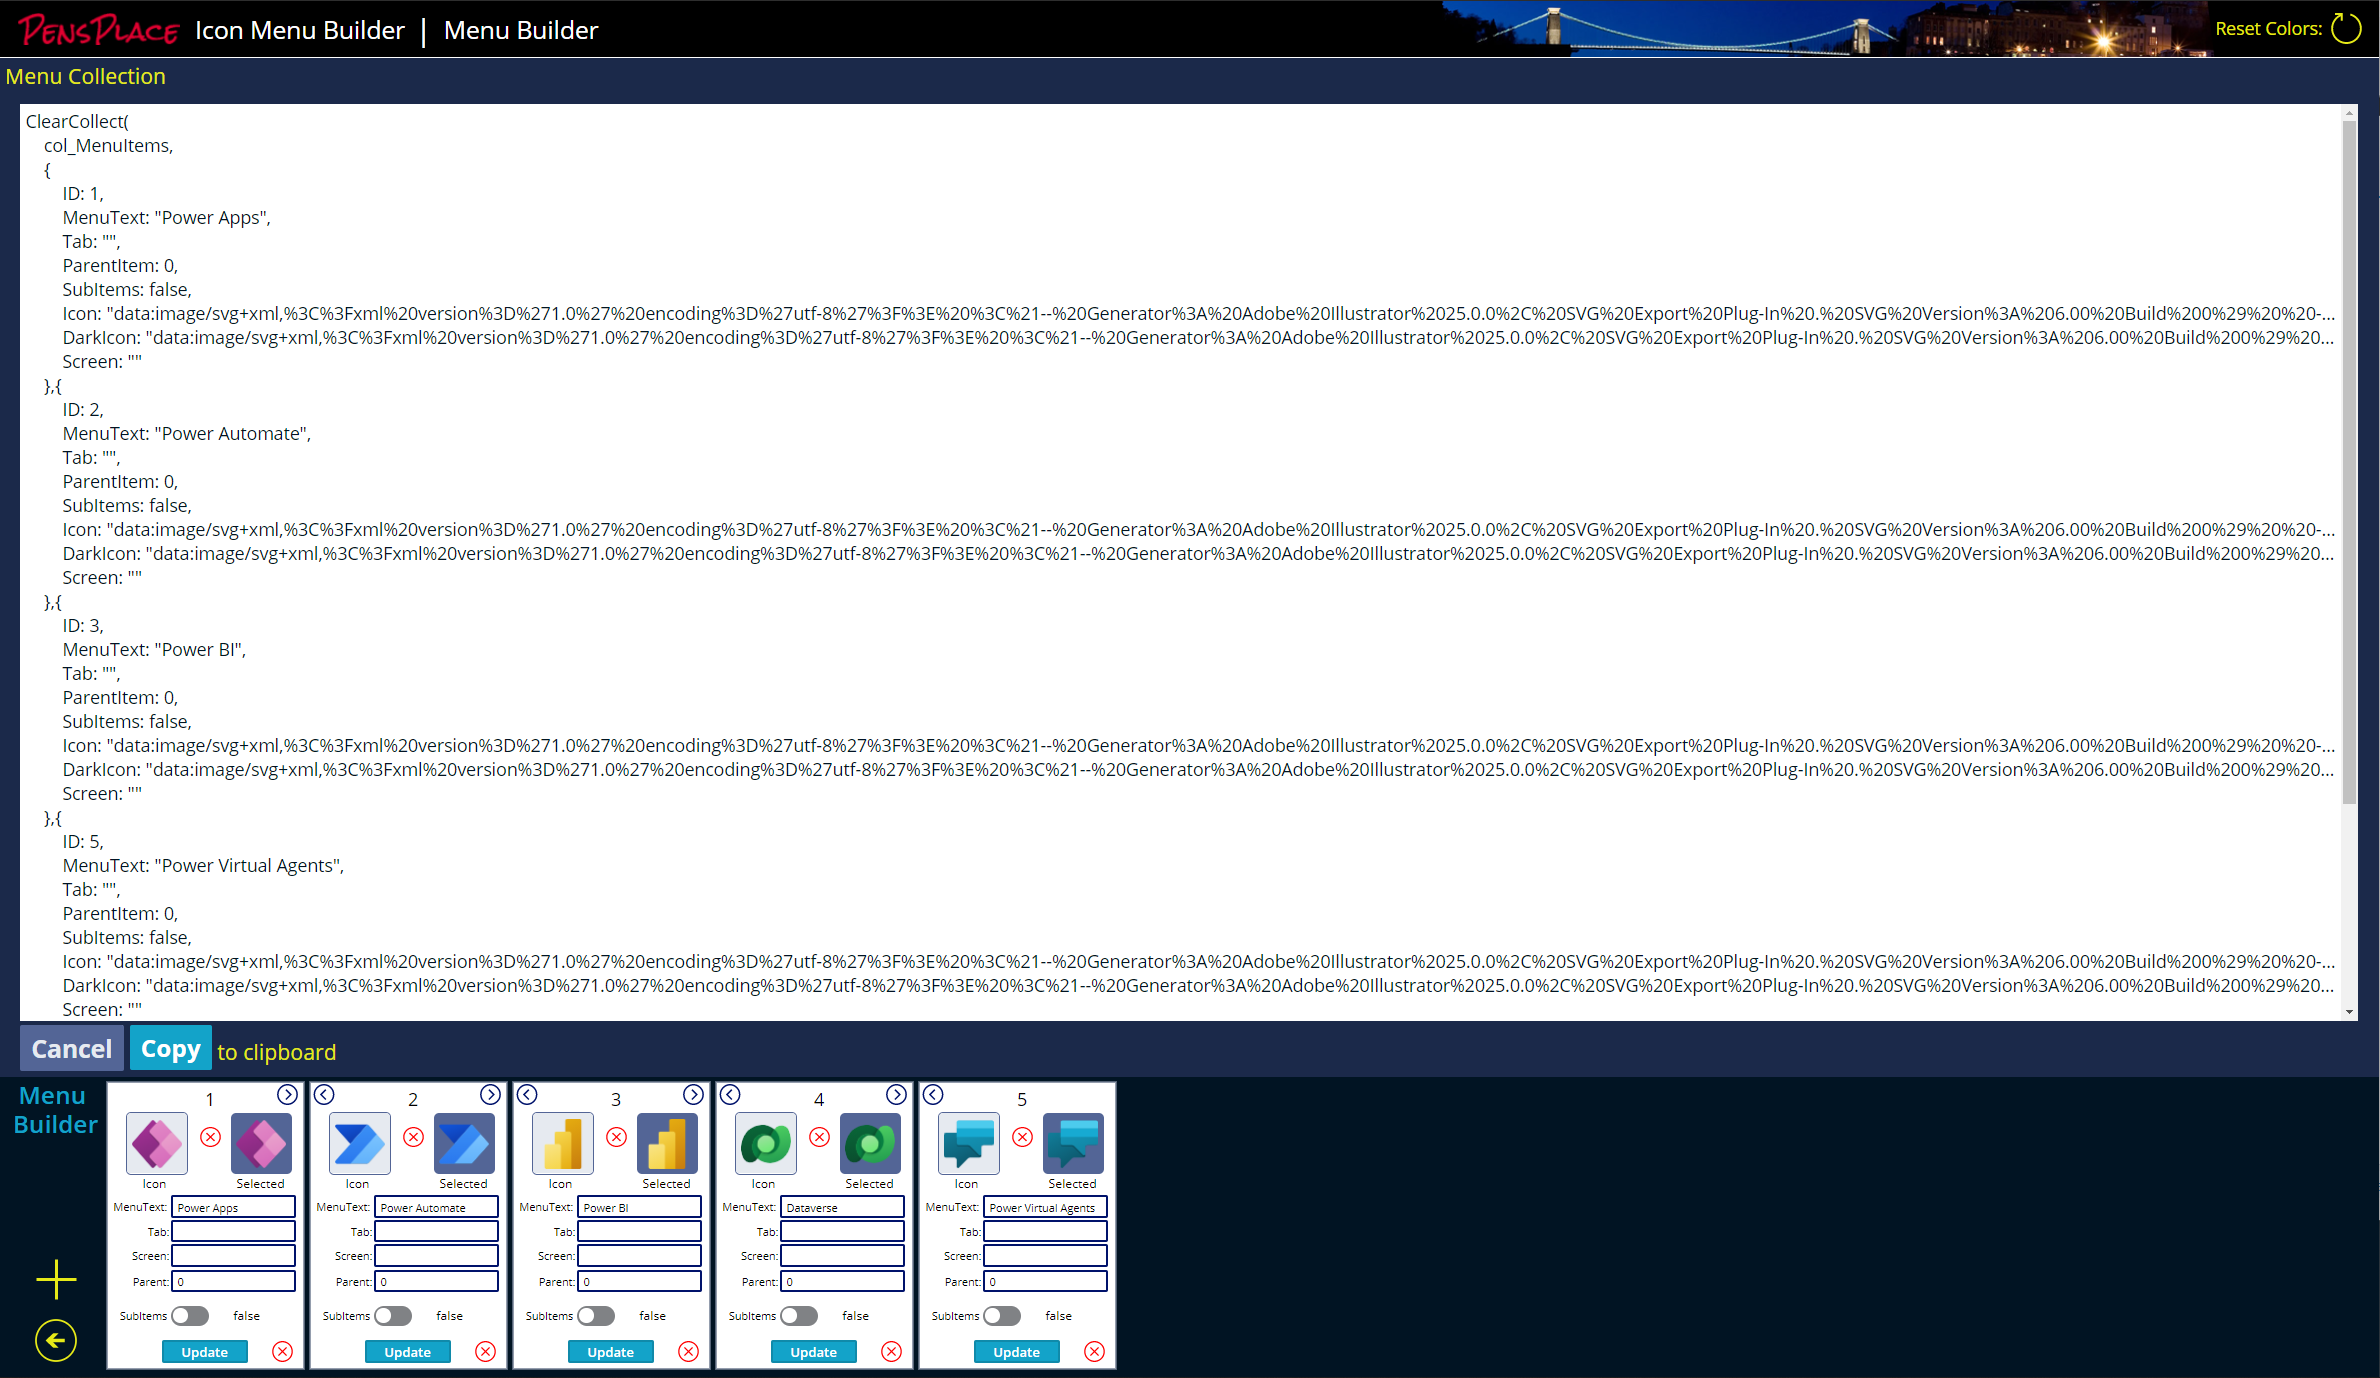 PensPlace Icon Menu Builder | Menu Builder
Reset Colors:
Menu Collection
ClearCollect(
col_MenuItems,
{
ID: 1,
MenuText: "Power Apps",
Tab: "",
ParentItem: 0,
SubItems: false,
Icon: "data:image/svg+xml,%3C%3Fxml%20version%3D%271.0%27%20encoding%3D%27utf-8%27%3F%3E%20%3C%21--%20Generator%3A%20Adobe%20Illustrator%2025.0.0%2C%20SVG%20Export%20Plug-In%20.%20SVG%20Version%3A%206.00%20Build%200%29%20%20-...
DarkIcon: "data:image/svg+xml,%3C%3Fxml%20version%3D%271.0%27%20encoding%3D%27utf-8%27%3F%3E%20%3C%21--%20Generator%3A%20Adobe%20Illustrator%2025.0.0%2C%20SVG%20Export%20Plug-In%20.%20SVG%20Version%3A%206.00%20Build%200%29%20...
Screen: ""
},{
ID: 2,
MenuText: "Power Automate",
Tab: "",
ParentItem: 0,
SubItems: false,
Icon: "data:image/svg+xml,%3C%3Fxml%20version%3D%271.0%27%20encoding%3D%27utf-8%27%3F%3E%20%3C%21--%20Generator%3A%20Adobe%20Illustrator%2025.0.0%2C%20SVG%20Export%20Plug-In%20.%20SVG%20Version%3A%206.00%20Build%200%29%20%20-...
DarkIcon: "data:image/svg+xml,%3C%3Fxml%20version%3D%271.0%27%20encoding%3D%27utf-8%27%3F%3E%20%3C%21--%20Generator%3A%20Adobe%20Illustrator%2025.0.0%2C%20SVG%20Export%20Plug-In%20.%20SVG%20Version%3A%206.00%20Build%200%29%20...
Screen: ""
},{
ID: 3,
MenuText: "Power BI",
Tab: "",
ParentItem: 0,
SubItems: false,
Icon: "data:image/svg+xml,%3C%3Fxml%20version%3D%271.0%27%20encoding%3D%27utf-8%27%3F%3E%20%3C%21--%20Generator%3A%20Adobe%20Illustrator%2025.0.0%2C%20SVG%20Export%20Plug-In%20.%20SVG%20Version%3A%206.00%20Build%200%29%20%20-...
DarkIcon: "data:image/svg+xml,%3C%3Fxml%20version%3D%271.0%27%20encoding%3D%27utf-8%27%3F%3E%20%3C%21--%20Generator%3A%20Adobe%20Illustrator%2025.0.0%2C%20SVG%20Export%20Plug-In%20.%20SVG%20Version%3A%206.00%20Build%200%29%20...
Screen: ""
},{
ID: 5,
MenuText: "Power Virtual Agents",
Tab: "",
ParentItem: 0,
SubItems: false,
Icon: "data:image/svg+xml,%3C%3Fxml%20version%3D%271.0%27%20encoding%3D%27utf-8%27%3F%3E%20%3C%21--%20Generator%3A%20Adobe%20Illustrator%2025.0.0%2C%20SVG%20Export%20Plug-In%20.%20SVG%20Version%3A%206.00%20Build%200%29%20%20-...
DarkIcon: "data:image/svg+xml,%3C%3Fxml%20version%3D%271.0%27%20encoding%3D%27utf-8%27%3F%3E%20%3C%21--%20Generator%3A%20Adobe%20Illustrator%2025.0.0%2C%20SVG%20Export%20Plug-In%20.%20SVG%20Version%3A%206.00%20Build%200%29%20...
Screen: ""
Cancel Copy to clipboard
Menu
Builder
1
Icon Selected
MenuText: Power Apps
Tab:
Screen:
Parent: 0
SubItems false
Update
2
Icon Selected
MenuText: Power Automate
Tab:
Screen:
Parent: 0
SubItems false
Update
3
Icon Selected
MenuText: Power BI
Tab:
Screen:
Parent: 0
SubItems false
Update
4
Icon Selected
MenuText: Dataverse
Tab:
Screen:
Parent: 0
SubItems false
Update
5
Icon Selected
MenuText: Power Virtual Agents
Tab:
Screen:
Parent: 0
SubItems false
Update